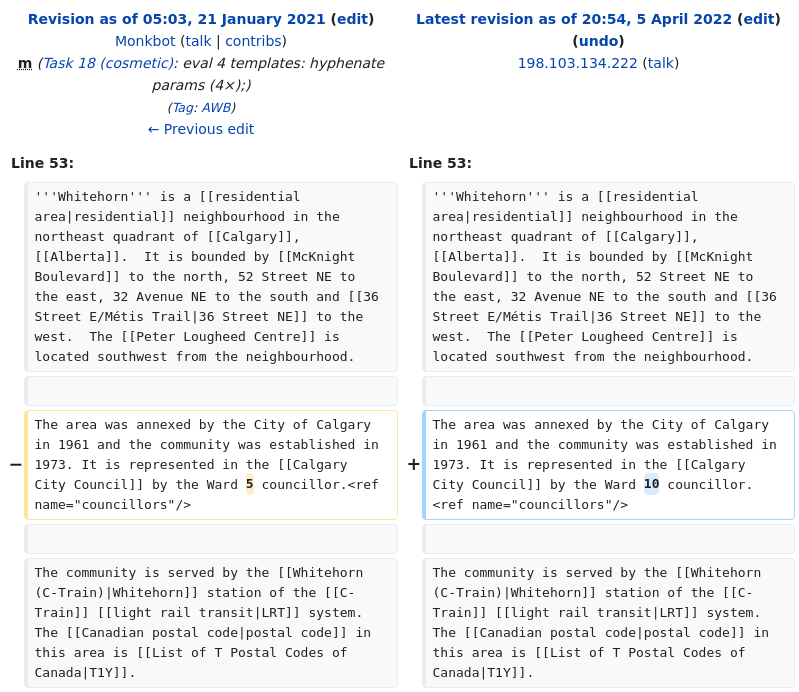 Revision as of 05:03, 21 January 2021 (edit)
Monkbot (talk | contribs)
m (Task 18 (cosmetic): eval 4 templates: hyphenate
params (4×);)
(Tag: AWB)
← Previous edit
Latest revision as of 20:54, 5 April 2022 (edit)
(undo)
198.103.134.222 (talk)
Line 53:
'''Whitehorn''' is a [[residential
area|residential]] neighbourhood in the
northeast quadrant of [[Calgary]],
[[Alberta]].  It is bounded by [[McKnight
Boulevard]] to the north, 52 Street NE to
the east, 32 Avenue NE to the south and [[36
Street E/Métis Trail|36 Street NE]] to the
west.  The [[Peter Lougheed Centre]] is
located southwest from the neighbourhood.
− The area was annexed by the City of Calgary
in 1961 and the community was established in
1973. It is represented in the [[Calgary
City Council]] by the Ward 5 councillor.<ref
name="councillors"/>
The community is served by the [[Whitehorn
(C-Train)|Whitehorn]] station of the [[C-
Train]] [[light rail transit|LRT]] system.
The [[Canadian postal code|postal code]] in
this area is [[List of T Postal Codes of
Canada|T1Y]].
Line 53:
'''Whitehorn''' is a [[residential
area|residential]] neighbourhood in the
northeast quadrant of [[Calgary]],
[[Alberta]].  It is bounded by [[McKnight
Boulevard]] to the north, 52 Street NE to
the east, 32 Avenue NE to the south and [[36
Street E/Métis Trail|36 Street NE]] to the
west.  The [[Peter Lougheed Centre]] is
located southwest from the neighbourhood.
+ The area was annexed by the City of Calgary
in 1961 and the community was established in
1973. It is represented in the [[Calgary
City Council]] by the Ward 10 councillor.
<ref name="councillors"/>
The community is served by the [[Whitehorn
(C-Train)|Whitehorn]] station of the [[C-
Train]] [[light rail transit|LRT]] system.
The [[Canadian postal code|postal code]] in
this area is [[List of T Postal Codes of
Canada|T1Y]].